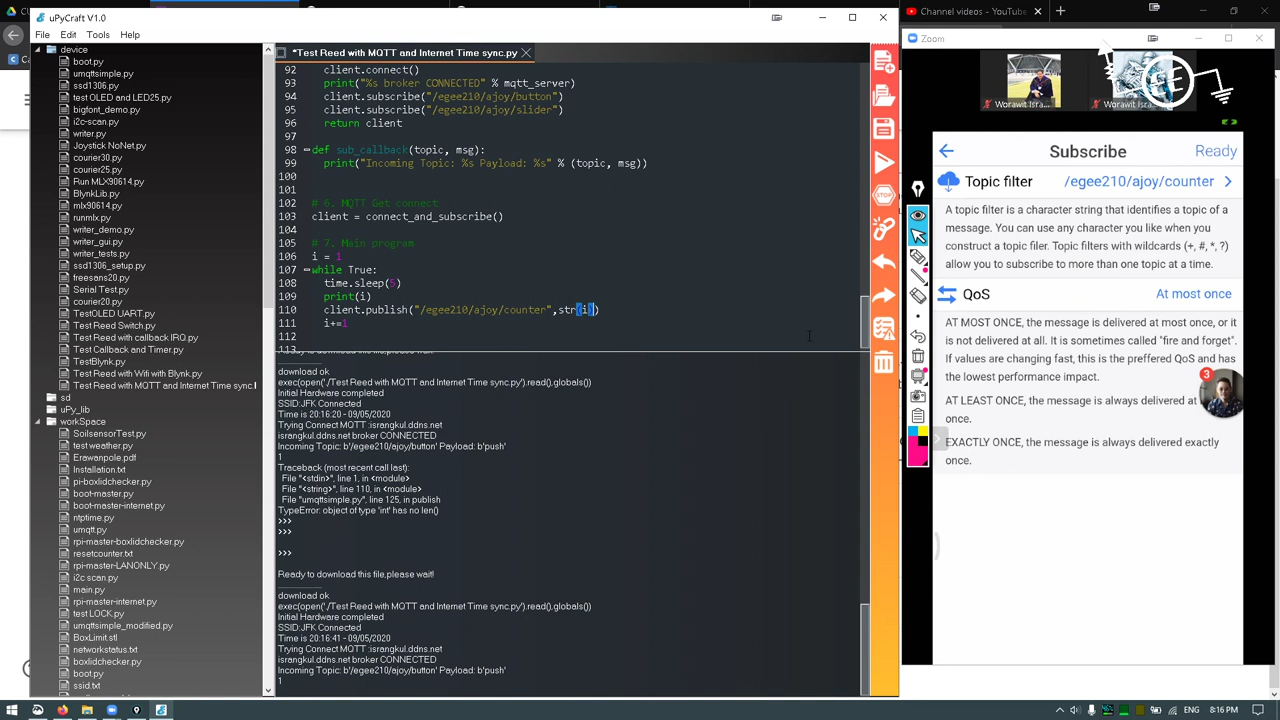 uPyCraft V1.0
File Edit Tools Help
device
boot.py
umqttsimple.py
ssd1306.py
test OLED and LED25.py
bigfont_demo.py
i2c-scan.py
writer.py
Joystick NoNet.py
courier30.py
courier25.py
Run MLX90614.py
BlynkLib.py
mlx90614.py
runmlx.py
writer_demo.py
writer_gui.py
writer_tests.py
ssd1306_setup.py
freesans20.py
Serial Test.py
courier20.py
TestOLED UART.py
Test Reed Switch.py
Test Reed with callback IRQ.py
Test Callback and Timer.py
TestBlynk.py
Test Reed with Wifi with Blynk.py
Test Reed with MQTT and Internet Time sync.
sd
uPy_lib
workSpace
SoilsensorTest.py
test weather.py
Erawanpole.pdf
Installation.txt
pi-boxlidchecker.py
boot-master.py
boot-master-internet.py
ntptime.py
umqtt.py
rpi-master-boxlidchecker.py
resetcounter.txt
rpi-master-LANONLY.py
i2c scan.py
main.py
rpi-master-internet.py
test LOCK.py
umqttsimple_modified.py
BoxLimit.stl
networkstatus.txt
boxlidchecker.py
boot.py
ssid.txt
*Test Reed with MQTT and Internet Time sync.py
92 client.connect()
93 print("%s broker CONNECTED" % mqtt_server)
94 client.subscribe("/egee210/ajoy/button")
95 client.subscribe("/egee210/ajoy/slider")
96 return client
97
98 def sub_callback(topic, msg):
99 print("Incoming Topic: %s Payload: %s" % (topic, msg))
100
101
102 # 6. MQTT Get connect
103 client = connect_and_subscribe()
104
105 # 7. Main program
106 i = 1
107 while True:
108 time.sleep(5)
109 print(i)
110 client.publish("/egee210/ajoy/counter",str(i))
111 i+=1
112
113
Ready to download this file,please wait!
download ok
exec(open('./Test Reed with MQTT and Internet Time sync.py').read(),globals())
Initial Hardware completed
SSID:JFK Connected
Time is 20:16:20 - 09/05/2020
Trying Connect MQTT :israngkul.ddns.net
israngkul.ddns.net broker CONNECTED
Incoming Topic: b'/egee210/ajoy/button' Payload: b'push'
1
Traceback (most recent call last):
File "<stdin>", line 1, in <module>
File "<string>", line 110, in <module>
File "umqttsimple.py", line 125, in publish
TypeError: object of type 'int' has no len()
>>>
>>>
>>>
Ready to download this file,please wait!
download ok
exec(open('./Test Reed with MQTT and Internet Time sync.py').read(),globals())
Initial Hardware completed
SSID:JFK Connected
Time is 20:16:41 - 09/05/2020
Trying Connect MQTT :israngkul.ddns.net
israngkul.ddns.net broker CONNECTED
Incoming Topic: b'/egee210/ajoy/button' Payload: b'push'
1
STOP
Channel videos - YouTube
Zoom
Worawit Isra...
Worawit Isra...
Subscribe
Ready
Topic filter /egee210/ajoy/counter
A topic filter is a character string that identifies a topic of a
message. You can use any character you like when you
construct a topic filer. Topic filters with wildcards (+, #, *, ?)
allow you to subscribe to more than one topic at a time.
QoS At most once
AT MOST ONCE, the message is delivered at most once, or it
is not delivered at all. It is sometimes called "fire and forget".
If values are changing fast, this is the preffered QoS and has
the lowest performance impact.
3
AT LEAST ONCE, the message is always delivered at
once.
EXACTLY ONCE, the message is always delivered exactly
once.
ENG 8:16 PM